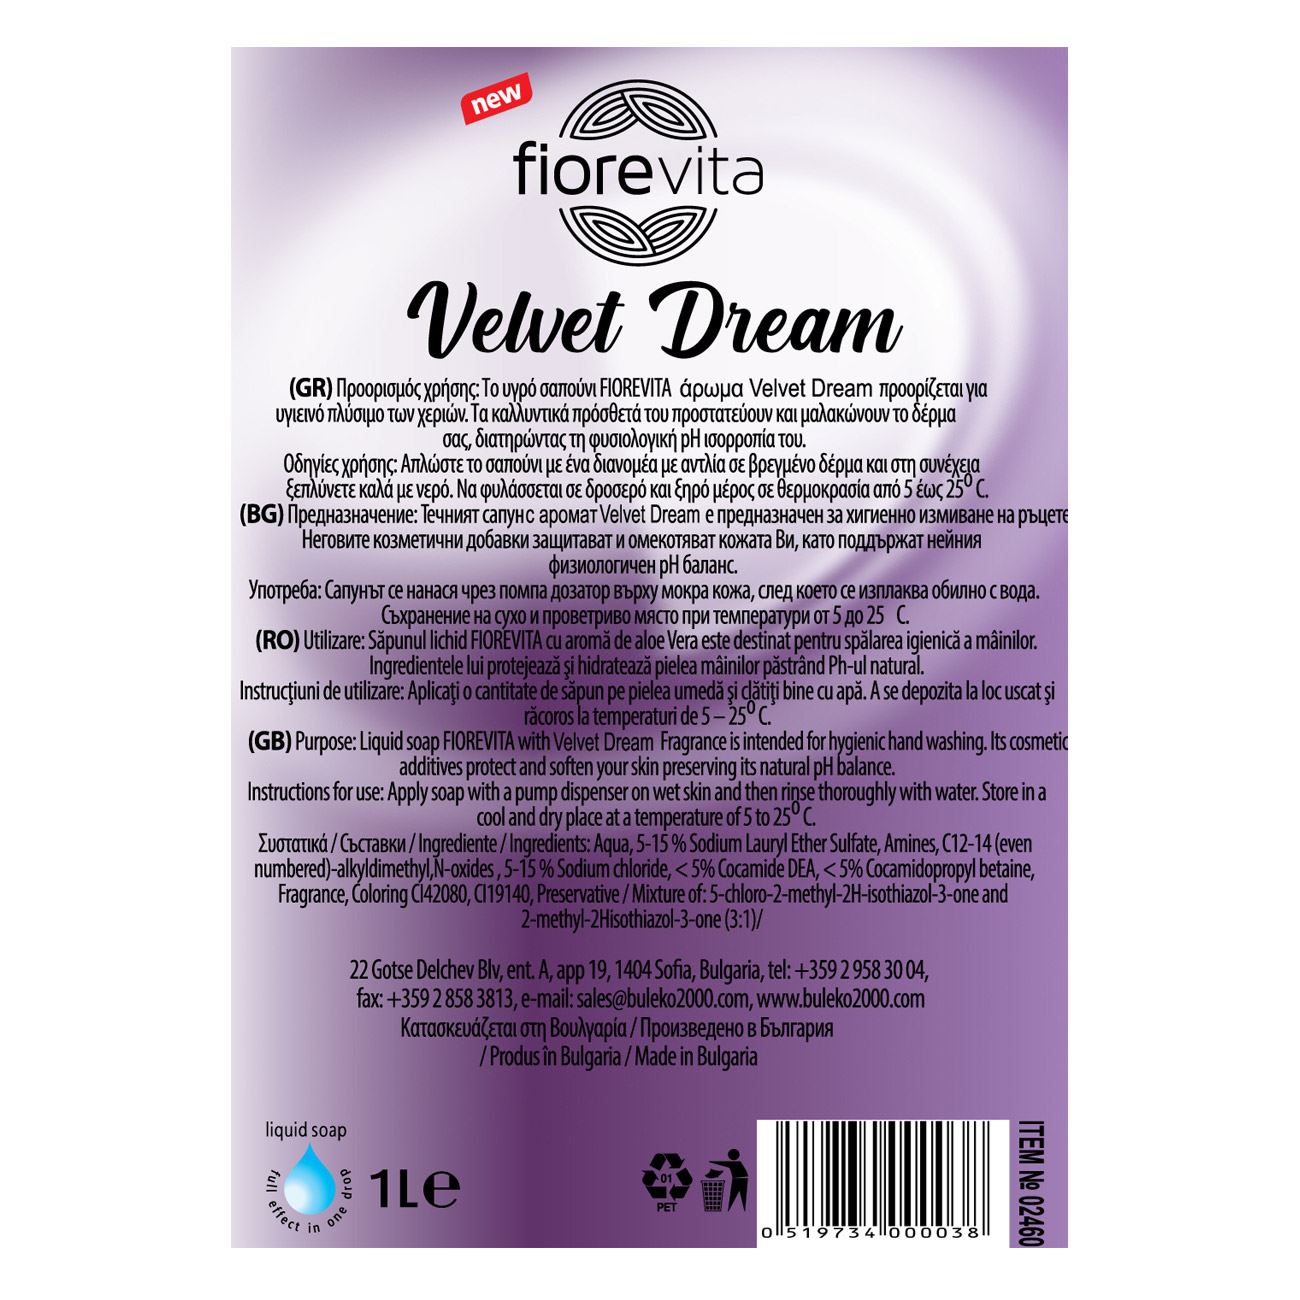 new
fiorevita
Velvet Dream
(GR) Προορισμός χρήσης: Το υγρό σαπούνι FIOREVITA άρωμα Velvet Dream προορίζεται για
υγιεινό πλύσιμο των χεριών. Τα καλλυντικά πρόσθετά του προστατεύουν και μαλακώνουν το δέρμα
σας, διατηρώντας τη φυσιολογική pH ισορροπία του.
Οδηγίες χρήσης: Απλώστε το σαπούνι με ένα διανομέα με αντλία σε βρεγμένο δέρμα και στη συνέχεια
ξεπλύνετε καλά με νερό. Να φυλάσσεται σε δροσερό και ξηρό μέρος σε θερμοκρασία από 5 έως 25⁰ C.
(BG) Предназначение: Течният сапун с аромат Velvet Dream е предназначен за хигиенно измиване на ръцете
Неговите козметични добавки защитават и омекотяват кожата Ви, като поддържат нейния
физиологичен pH баланс.
Употреба: Сапунът се нанася чрез помпа дозатор върху мокра кожа, след което се изплаква обилно с вода.
Съхранение на сухо и проветриво място при температури от 5 до 25 C.
(RO) Utilizare: Săpunul lichid FIOREVITA cu aromă de aloe Vera este destinat pentru spălarea igienică a mâinilor.
Ingredientele lui protejează şi hidratează pielea mâinilor păstrând Ph-ul natural.
Instrucţiuni de utilizare: Aplicaţi o cantitate de săpun pe pielea umedă şi clătiţi bine cu apă. A se depozita la loc uscat şi
răcoros la temperaturi de 5 – 25⁰ C.
(GB) Purpose: Liquid soap FIOREVITA with Velvet Dream Fragrance is intended for hygienic hand washing. Its cosmetic
additives protect and soften your skin preserving its natural pH balance.
Instructions for use: Apply soap with a pump dispenser on wet skin and then rinse thoroughly with water. Store in a
cool and dry place at a temperature of 5 to 25⁰ C.
Συστατικά / Съставки / Ingrediente / Ingredients: Aqua, 5-15 % Sodium Lauryl Ether Sulfate, Amines, C12-14 (even
numbered)-alkyldimethyl,N-oxides , 5-15 % Sodium chloride, < 5% Cocamide DEA, < 5% Cocamidopropyl betaine,
Fragrance, Coloring CI42080, CI19140, Preservative / Mixture of: 5-chloro-2-methyl-2H-isothiazol-3-one and
2-methyl-2Hisothiazol-3-one (3:1)/
22 Gotse Delchev Blv, ent. A, app 19, 1404 Sofia, Bulgaria, tel: +359 2 958 30 04,
fax: +359 2 858 3813, e-mail: sales@buleko2000.com, www.buleko2000.com
Κατασκευάζεται στη Βουλγαρία / Произведено в България
/ Produs în Bulgaria / Made in Bulgaria
liquid soap
full effect in one drop
1L ℮
01
PET
0 519734 000038
ITEM № 02460